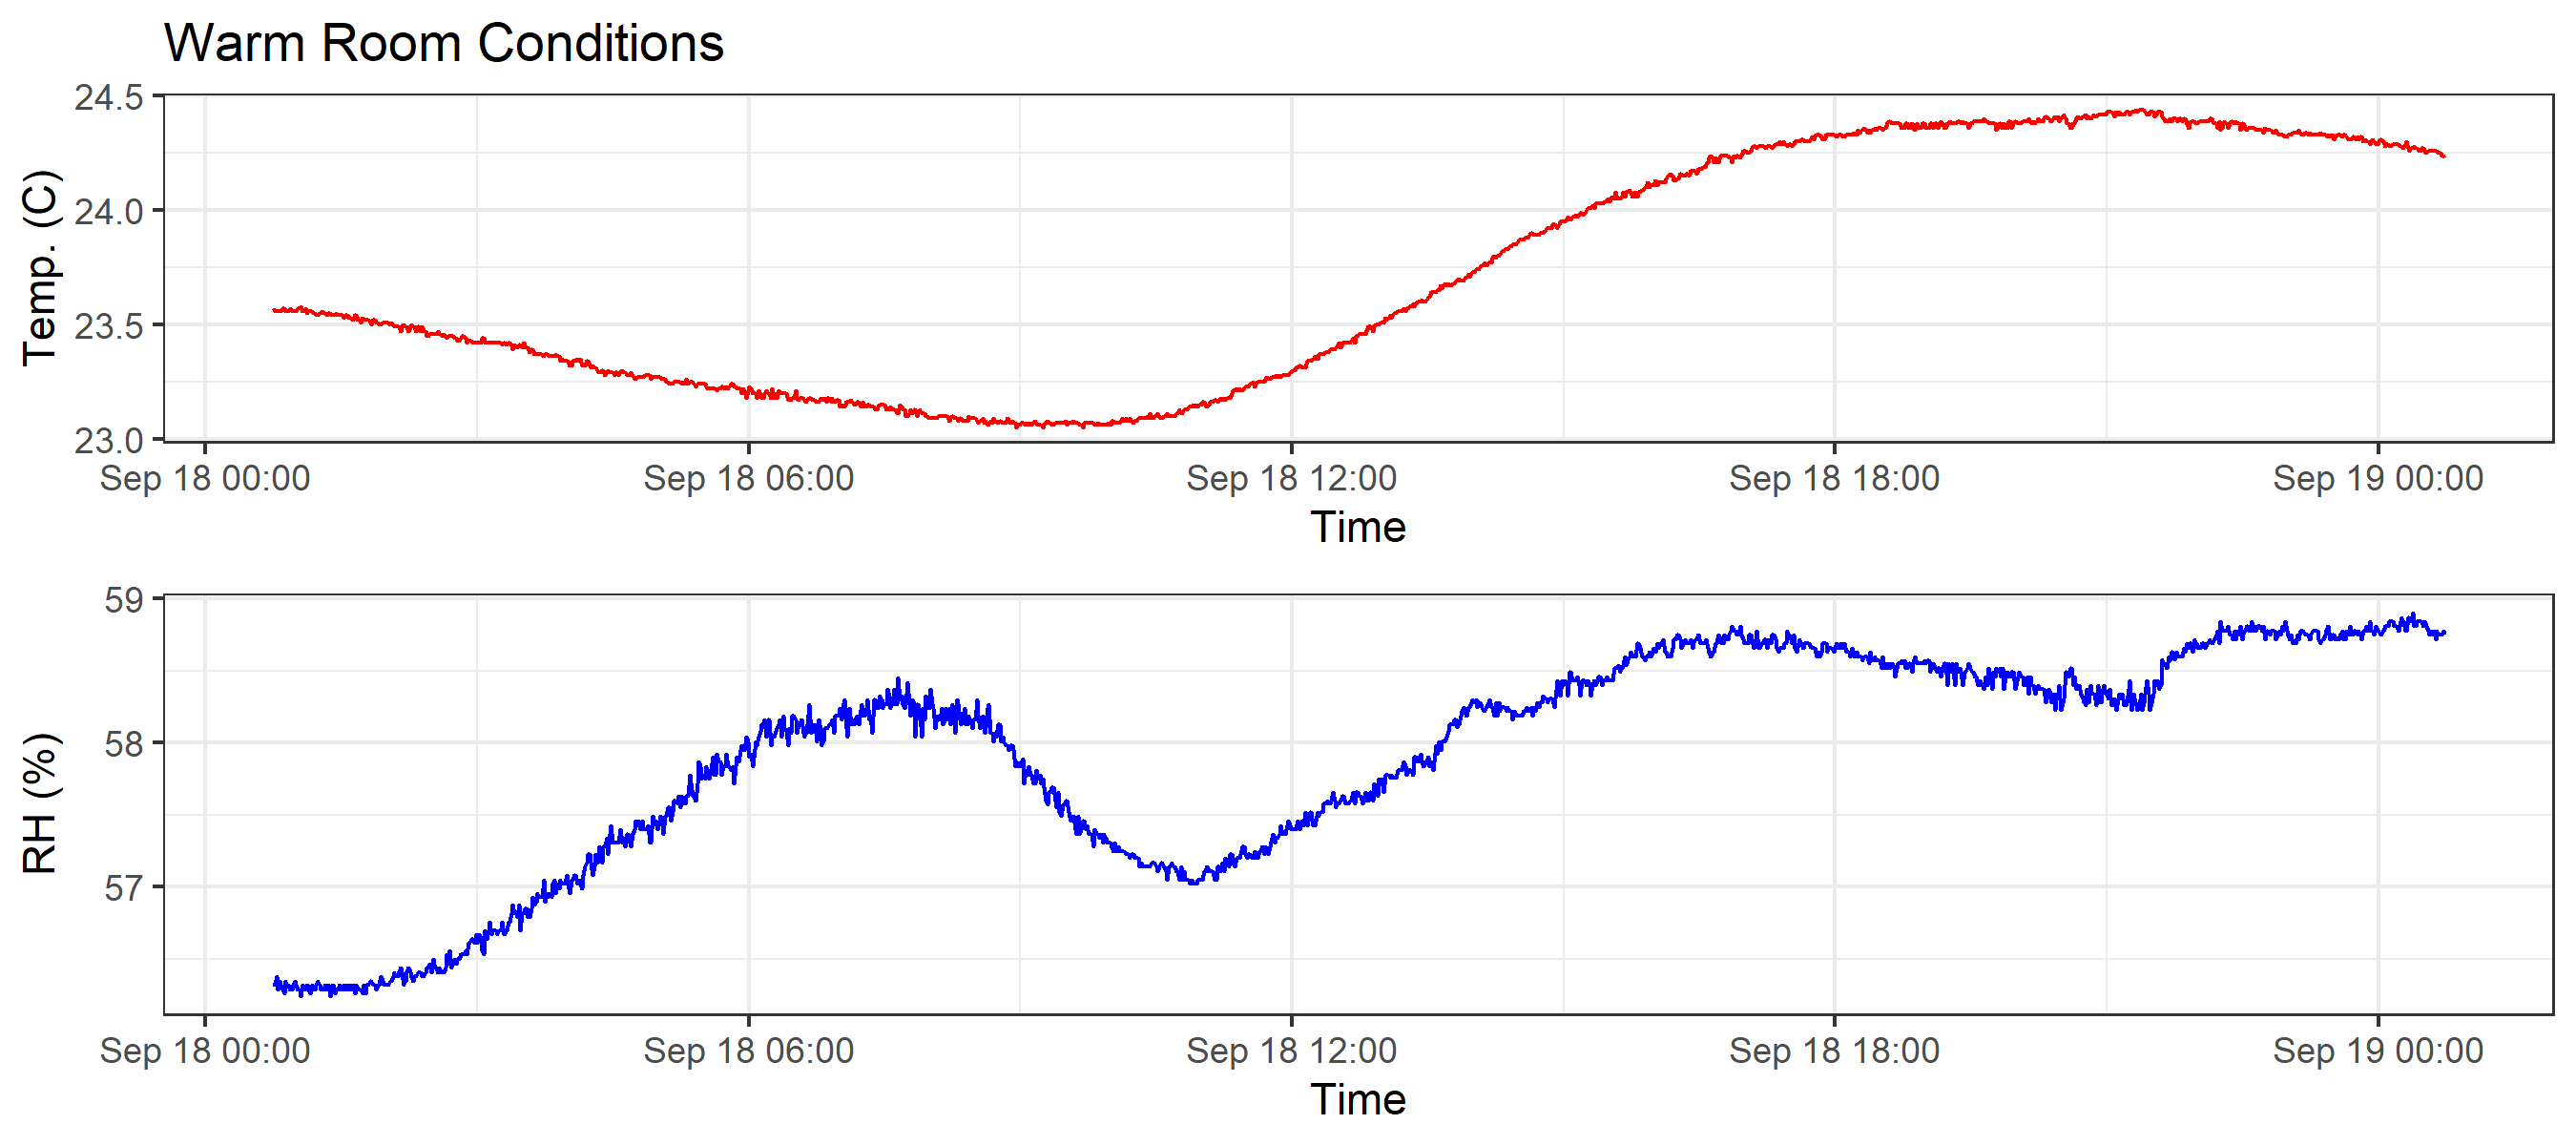 Warm Room Conditions
24.5
24.0
23.5
23.0
Temp. (C)
Sep 18 00:00 Sep 18 06:00 Sep 18 12:00 Sep 18 18:00 Sep 19 00:00
Time
59
58
57
RH (%)
Sep 18 00:00 Sep 18 06:00 Sep 18 12:00 Sep 18 18:00 Sep 19 00:00
Time